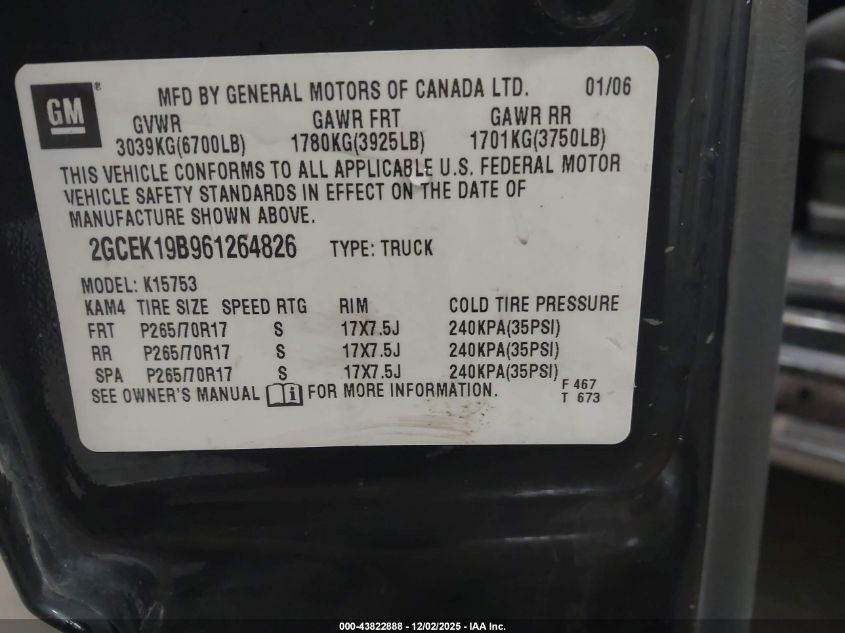 GM ® MFD BY GENERAL MOTORS OF CANADA LTD. 01/06
GVWR GAWR FRT GAWR RR
3039KG(6700LB) 1780KG(3925LB) 1701KG(3750LB)
THIS VEHICLE CONFORMS TO ALL APPLICABLE U.S. FEDERAL MOTOR
VEHICLE SAFETY STANDARDS IN EFFECT ON THE DATE OF
MANUFACTURE SHOWN ABOVE.
2GCEK19B961264826 TYPE: TRUCK
MODEL: K15753
KAM4 TIRE SIZE SPEED RTG RIM COLD TIRE PRESSURE
FRT P265/70R17 S 17X7.5J 240KPA(35PSI)
RR P265/70R17 S 17X7.5J 240KPA(35PSI)
SPA P265/70R17 S 17X7.5J 240KPA(35PSI)
SEE OWNER'S MANUAL i FOR MORE INFORMATION. F 467
T 673
000-43822888 - 12/02/2025 - IAA Inc.